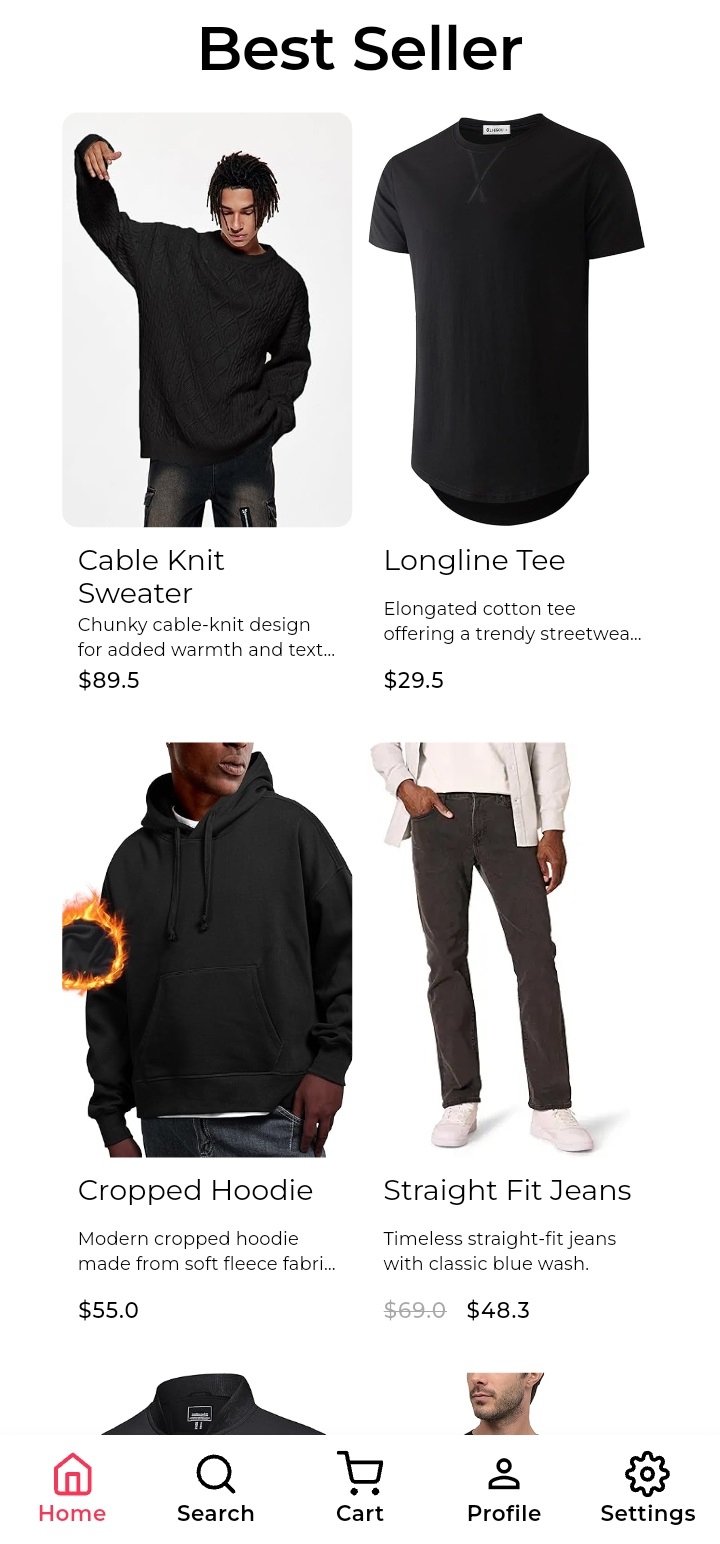 Best Seller
Cable Knit
Sweater
Chunky cable-knit design
for added warmth and text...
$89.5
Longline Tee
Elongated cotton tee
offering a trendy streetwea...
$29.5
Cropped Hoodie
Modern cropped hoodie
made from soft fleece fabri...
$55.0
Straight Fit Jeans
Timeless straight-fit jeans
with classic blue wash.
$69.0 $48.3
Home Search Cart Profile Settings